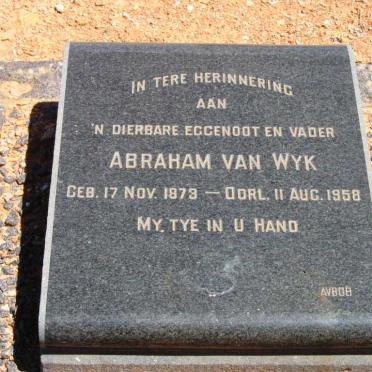 IN TERE HERINNERING
AAN
'N DIERBARE EGGENOOT EN VADER
ABRAHAM VAN WYK
GEB. 17 NOV. 1873 — OORL. 11 AUG. 1958
MY TYE IN U HAND
AVBOB